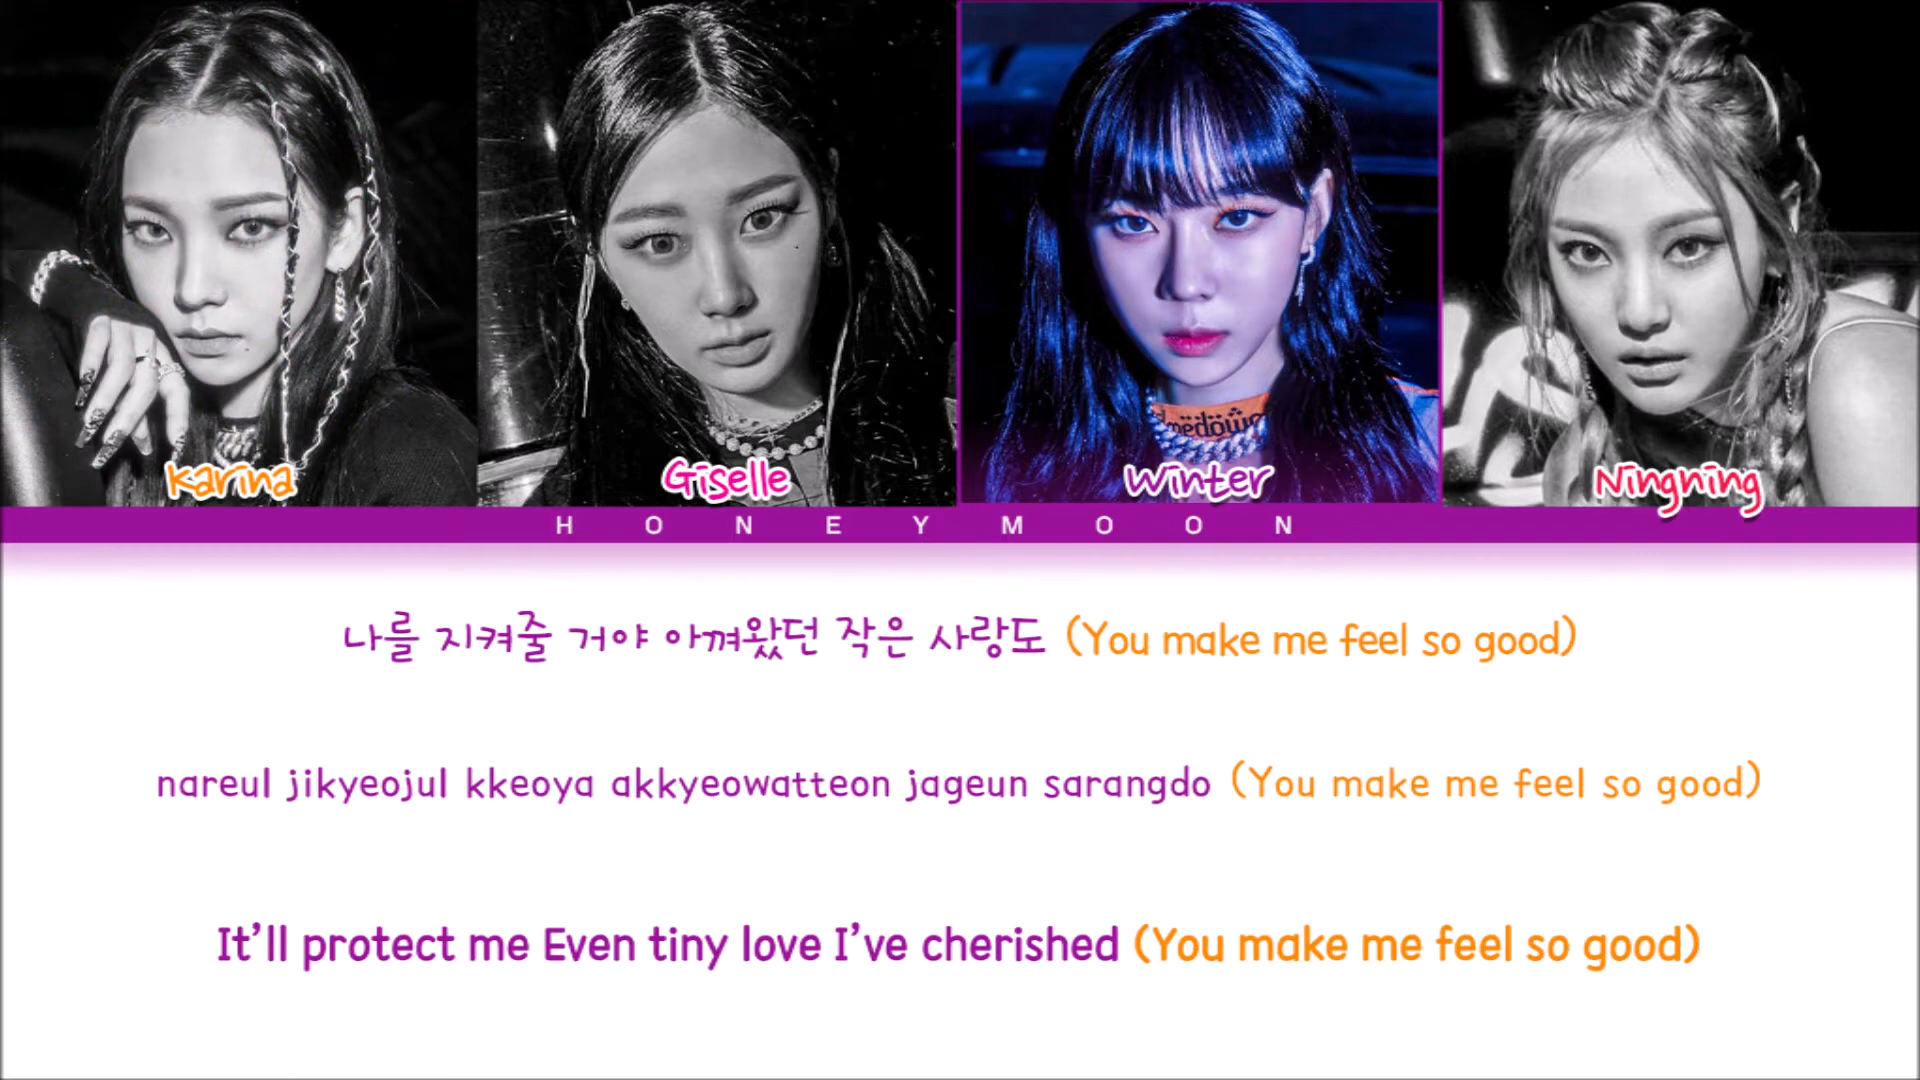 Karina
Giselle
Winter
Ningning
HONEYMOON
나를 지켜줄 거야 아껴왔던 작은 사랑도 (You make me feel so good)
nareul jikyeojul kkeoya akkyeowatteon jageun sarangdo (You make me feel so good)
It’ll protect me Even tiny love I’ve cherished (You make me feel so good)